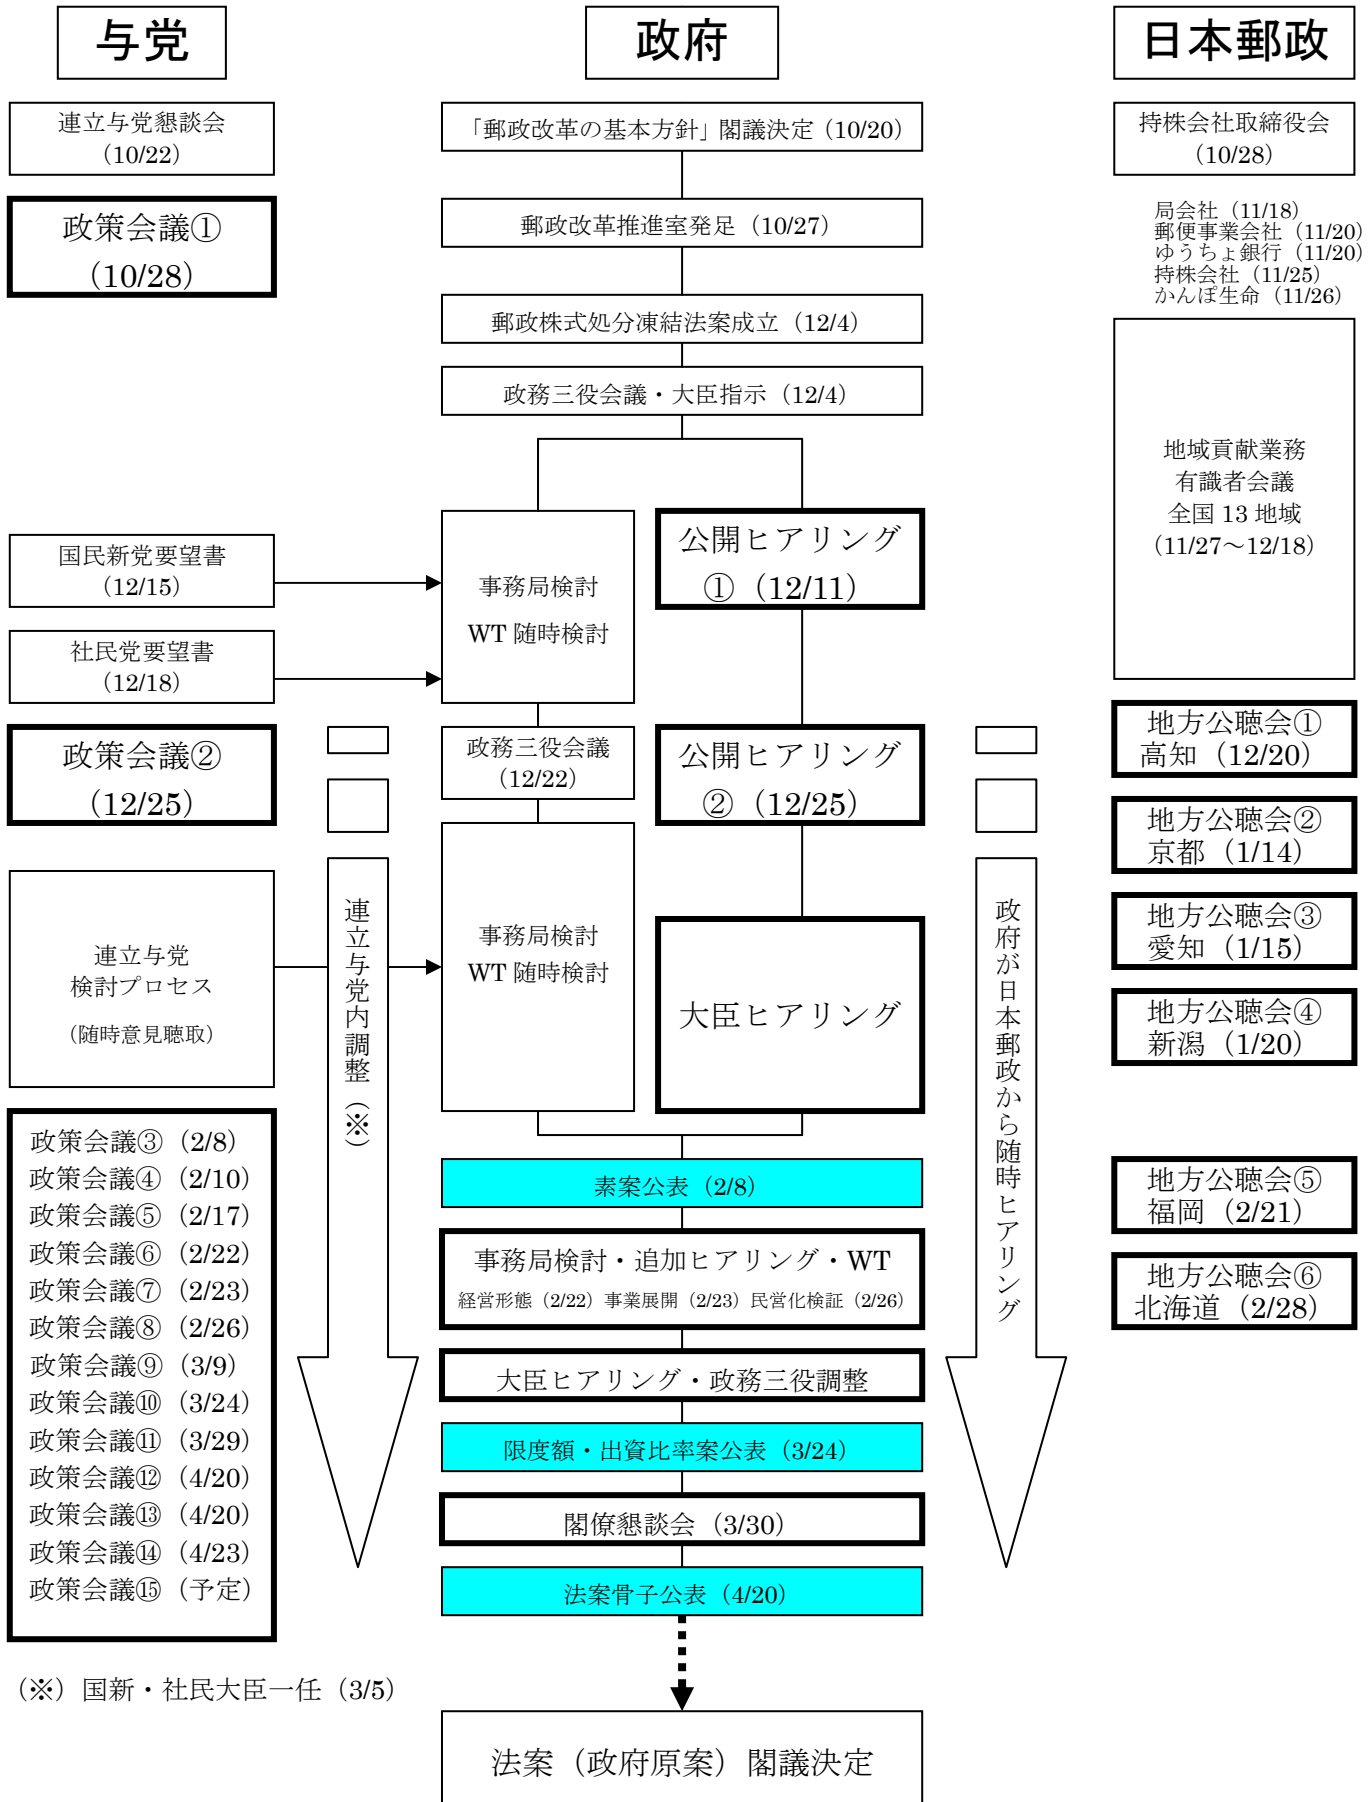 与党
連立与党懇談会
（10/22）
政策会議①
（10/28）
国民新党要望書
（12/15）
社民党要望書
（12/18）
政策会議②
（12/25）
連立与党
検討プロセス
（随時意見聴取）
政策会議③（2/8）
政策会議④（2/10）
政策会議⑤（2/17）
政策会議⑥（2/22）
政策会議⑦（2/23）
政策会議⑧（2/26）
政策会議⑨（3/9）
政策会議⑩（3/24）
政策会議⑪（3/29）
政策会議⑫（4/20）
政策会議⑬（4/20）
政策会議⑭（4/23）
政策会議⑮（予定）
（※）国新・社民大臣一任（3/5）
連立与党内調整（※）
政府
「郵政改革の基本方針」閣議決定（10/20）
郵政改革推進室発足（10/27）
郵政株式処分凍結法案成立（12/4）
政務三役会議・大臣指示（12/4）
事務局検討
WT 随時検討
公開ヒアリング
①（12/11）
政務三役会議
（12/22）
公開ヒアリング
②（12/25）
事務局検討
WT 随時検討
大臣ヒアリング
素案公表（2/8）
事務局検討・追加ヒアリング・WT
経営形態（2/22）事業展開（2/23）民営化検証（2/26）
大臣ヒアリング・政務三役調整
限度額・出資比率案公表（3/24）
閣僚懇談会（3/30）
法案骨子公表（4/20）
法案（政府原案）閣議決定
政府が日本郵政から随時ヒアリング
日本郵政
持株会社取締役会
（10/28）
局会社（11/18）
郵便事業会社（11/20）
ゆうちょ銀行（11/20）
持株会社（11/25）
かんぽ生命（11/26）
地域貢献業務
有識者会議
全国 13 地域
（11/27～12/18）
地方公聴会①
高知（12/20）
地方公聴会②
京都（1/14）
地方公聴会③
愛知（1/15）
地方公聴会④
新潟（1/20）
地方公聴会⑤
福岡（2/21）
地方公聴会⑥
北海道（2/28）